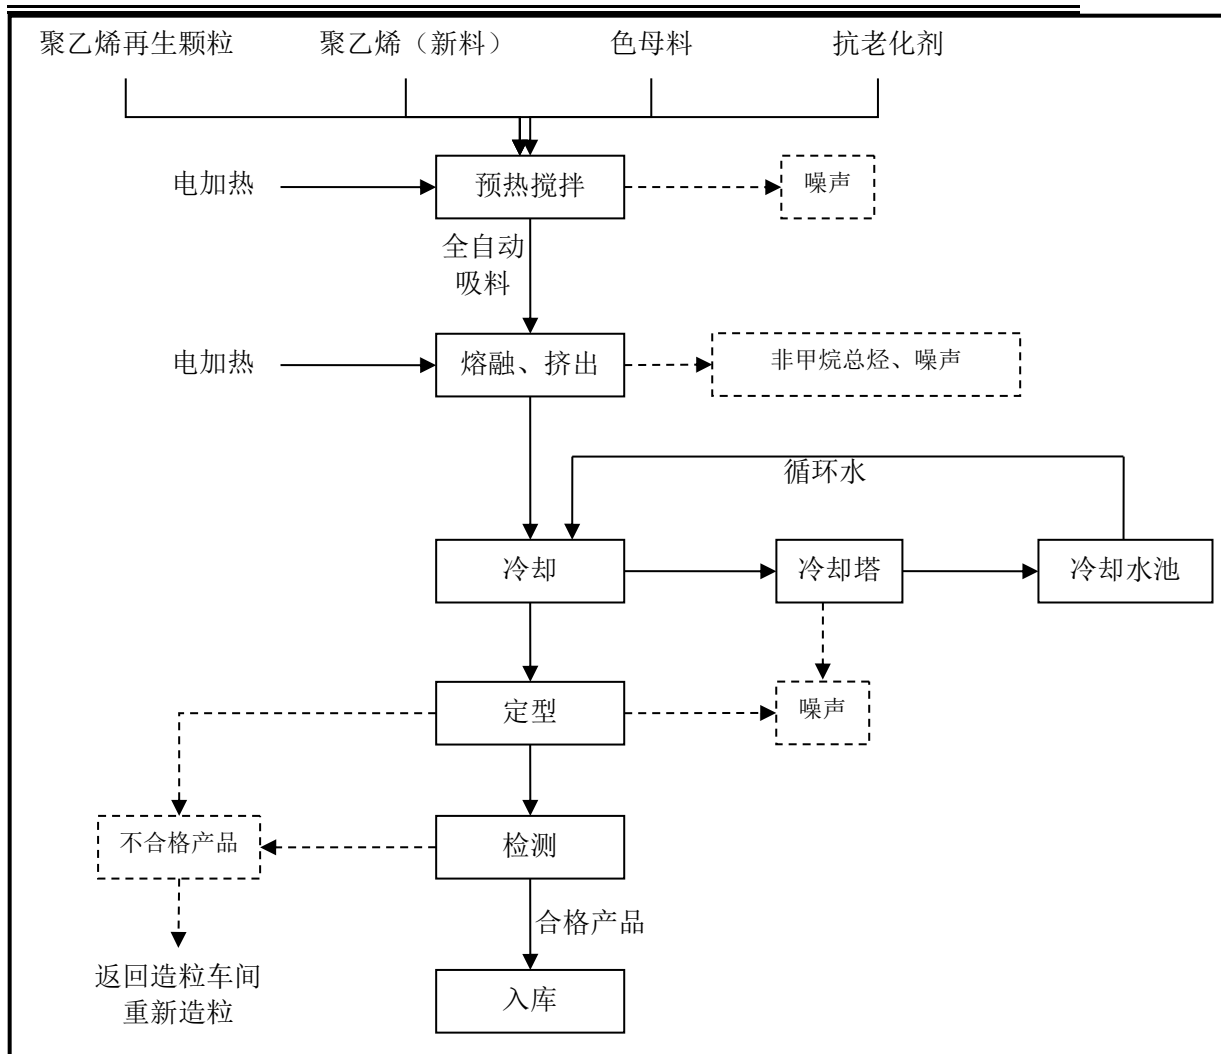 聚乙烯再生颗粒
聚乙烯（新料）
色母料
抗老化剂
电加热
预热搅拌
噪声
全自动
吸料
电加热
熔融、挤出
非甲烷总烃、噪声
循环水
冷却
冷却塔
冷却水池
定型
噪声
不合格产品
检测
合格产品
返回造粒车间
重新造粒
入库